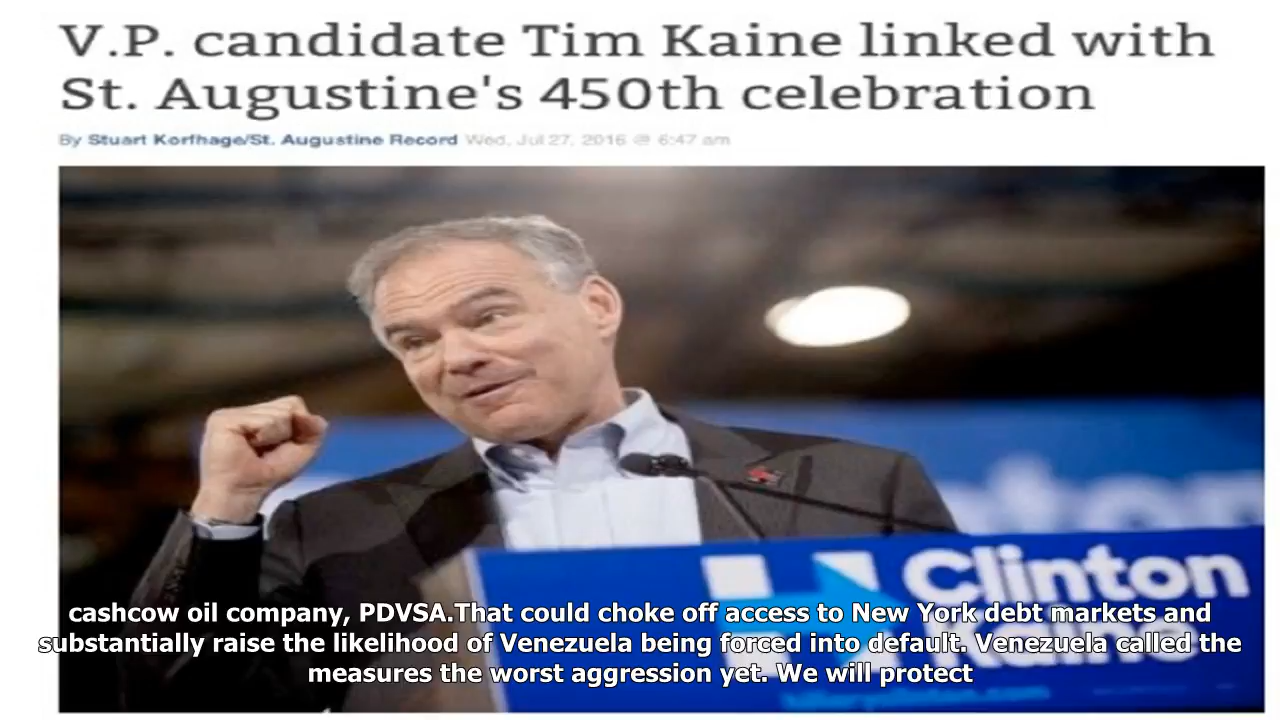 V.P. candidate Tim Kaine linked with
St. Augustine's 450th celebration
By Stuart Korfhage/St. Augustine Record Wed, Jul 27, 2016 @ 6:47 am
Clinton
Kaine
cashcow oil company, PDVSA.That could choke off access to New York debt markets and
substantially raise the likelihood of Venezuela being forced into default. Venezuela called the
measures the worst aggression yet. We will protect